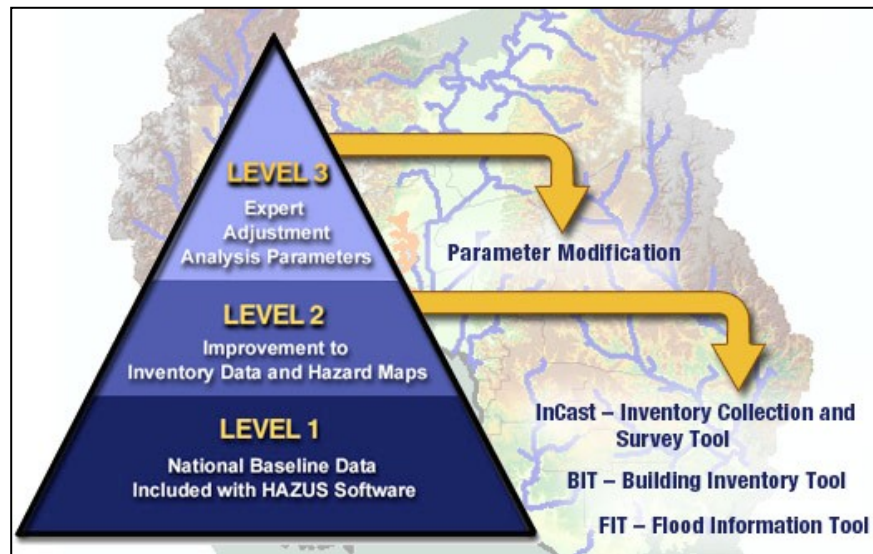 LEVEL 3
Expert
Adjustment
Analysis Parameters
Parameter Modification
LEVEL 2
Improvement to
Inventory Data and Hazard Maps
InCast – Inventory Collection and
Survey Tool
BIT – Building Inventory Tool
FIT – Flood Information Tool
LEVEL 1
National Baseline Data
Included with HAZUS Software